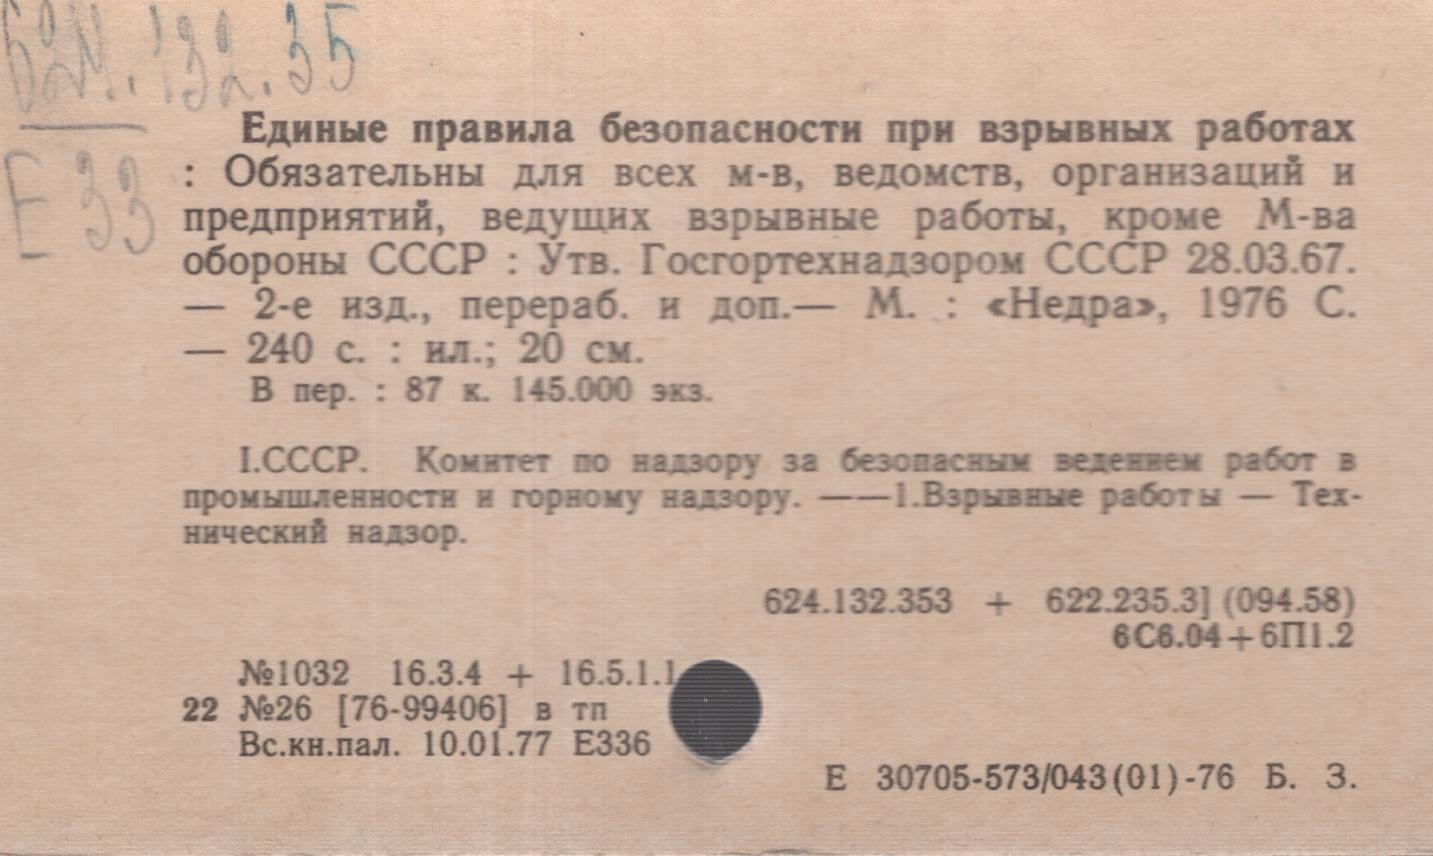 624.132.35
Е 33
Единые правила безопасности при взрывных работах
: Обязательны для всех м-в, ведомств, организаций и
предприятий, ведущих взрывные работы, кроме М-ва
обороны СССР : Утв. Госгортехнадзором СССР 28.03.67.
— 2-е изд., перераб. и доп.— М. : «Недра», 1976 С.
— 240 с. : ил.; 20 см.
В пер. : 87 к. 145.000 экз.
I.СССР. Комитет по надзору за безопасным ведением работ в
промышленности и горному надзору. ——1.Взрывные работы — Тех-
нический надзор.
624.132.353 + 622.235.3] (094.58)
6С6.04+6П1.2
№1032 16.3.4 + 16.5.1.1
22 №26 [76-99406] в тп
Вс.кн.пал. 10.01.77 Е336
Е 30705-573/043(01)-76 Б. З.